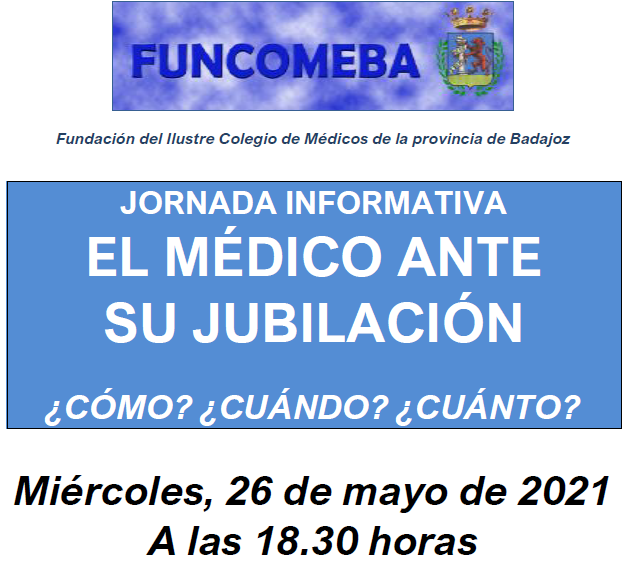 FUNCOMEBA
Fundación del Ilustre Colegio de Médicos de la provincia de Badajoz
JORNADA INFORMATIVA
EL MÉDICO ANTE
SU JUBILACIÓN
¿CÓMO? ¿CUÁNDO? ¿CUÁNTO?
Miércoles, 26 de mayo de 2021
A las 18.30 horas